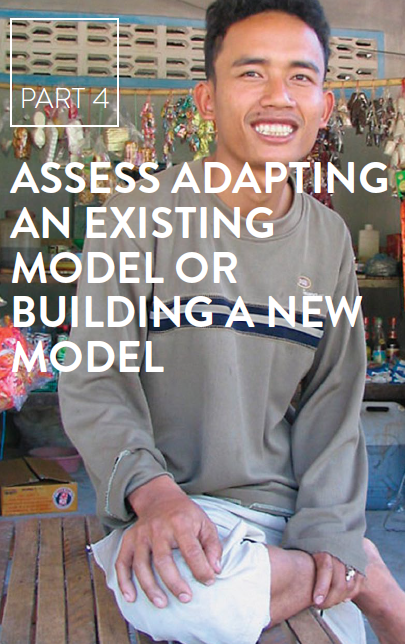 PART 4
ASSESS ADAPTING
AN EXISTING
MODEL OR
BUILDING A NEW
MODEL